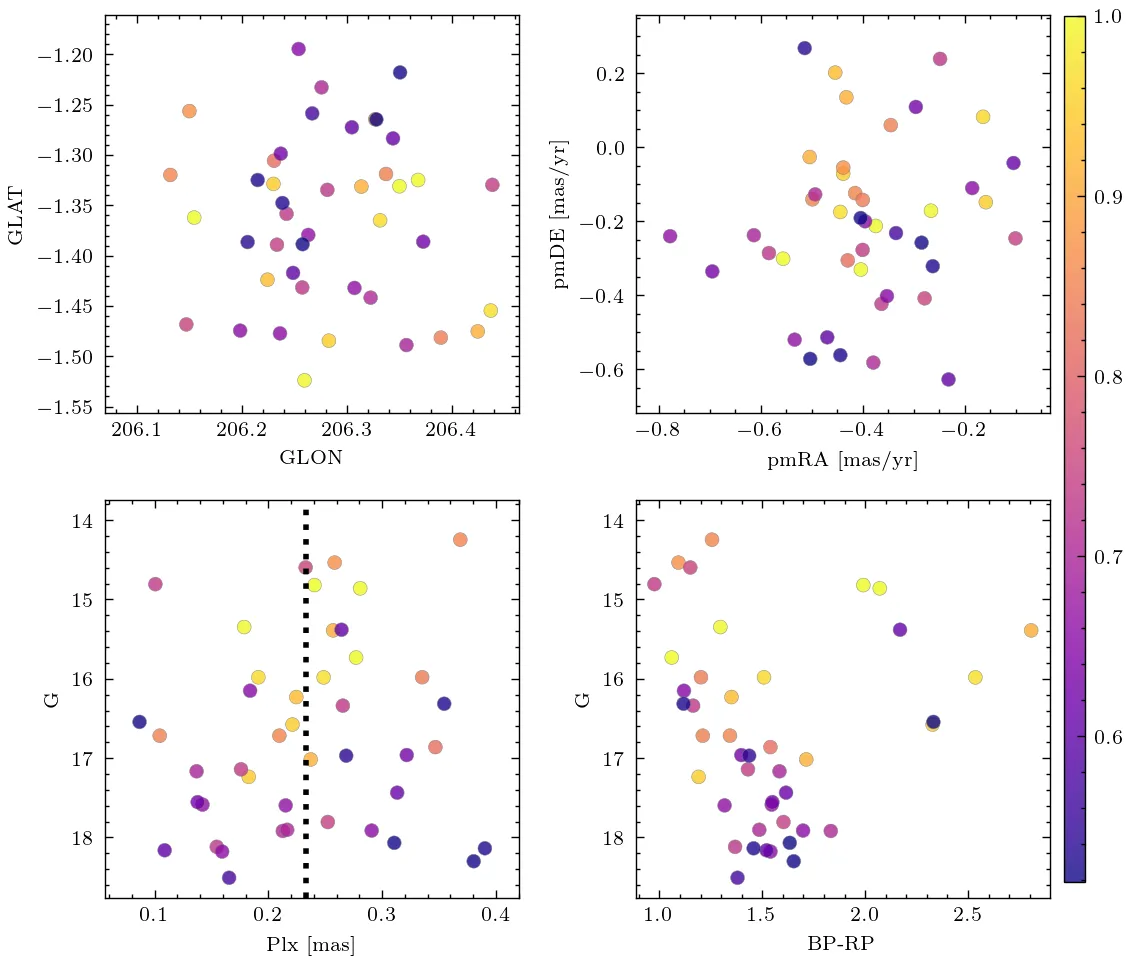 −1.20
−1.25
−1.30
−1.35
−1.40
−1.45
−1.50
−1.55
GLAT
206.1 206.2 206.3 206.4
GLON
0.2
0.0
−0.2
−0.4
−0.6
pmDE [mas/yr]
−0.8 −0.6 −0.4 −0.2
pmRA [mas/yr]
14
15
16
17
18
G
0.1 0.2 0.3 0.4
Plx [mas]
14
15
16
17
18
G
1.0 1.5 2.0 2.5
BP-RP
1.0
0.9
0.8
0.7
0.6